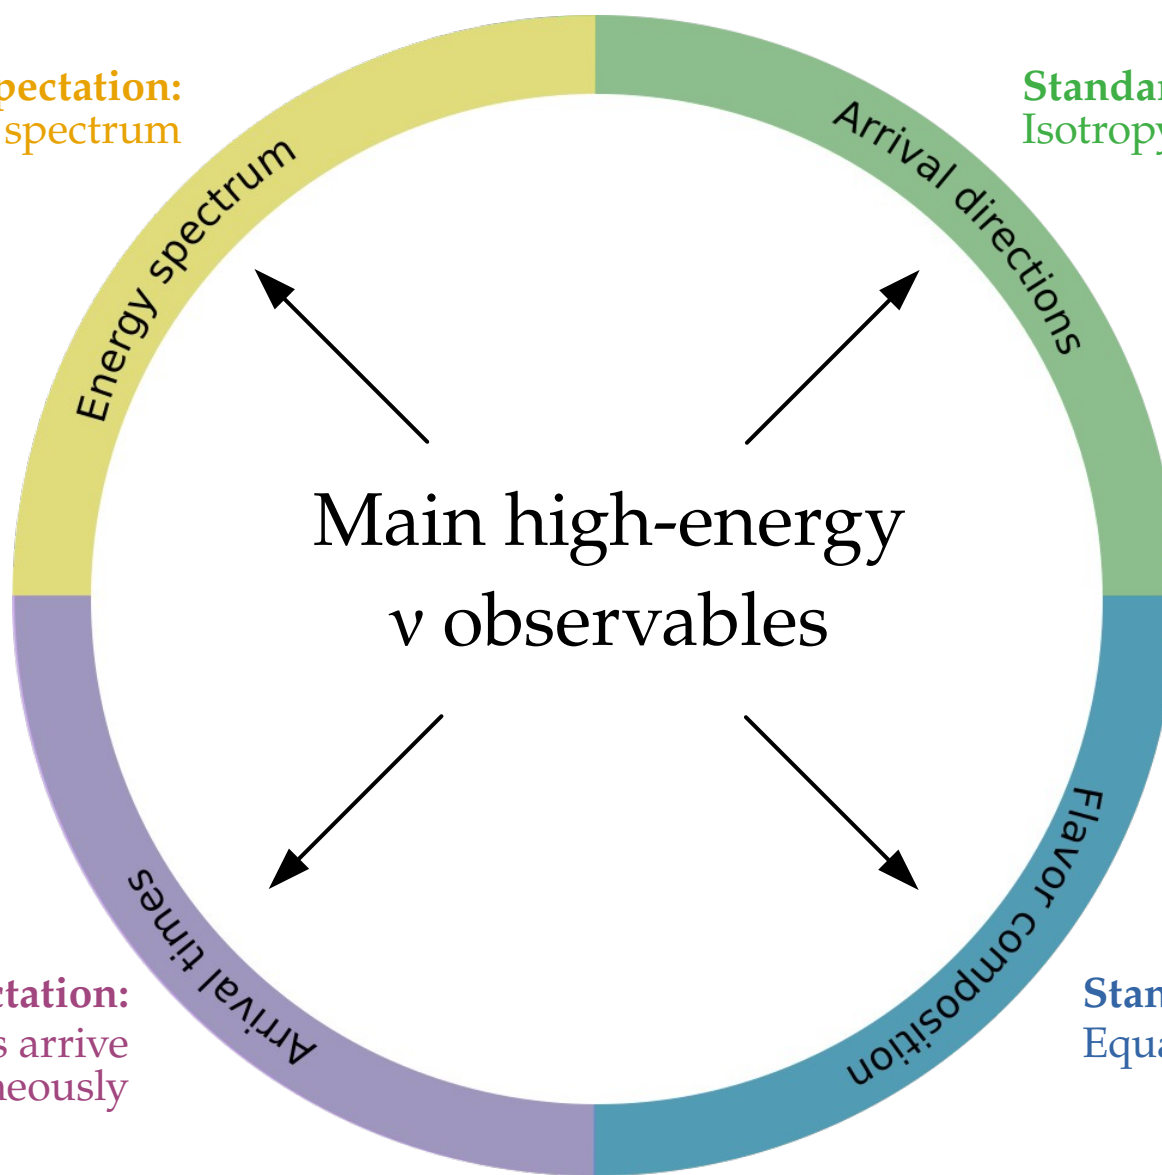 pectation:
spectrum
Standar
Isotropy
Energy spectrum
Arrival directions
Main high-energy
ν observables
Arrival times
Flavor composition
ctation:
s arrive
neously
Stan
Equa